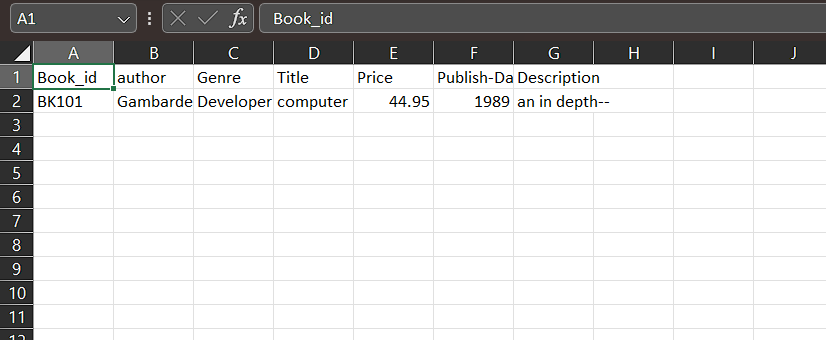 A1 fx Book_id
A B C D E F G H I J
1 Book_id author Genre Title Price Publish-Da Description
2 BK101 Gambarde Developer computer 44.95 1989 an in depth--
3
4
5
6
7
8
9
10
11
12